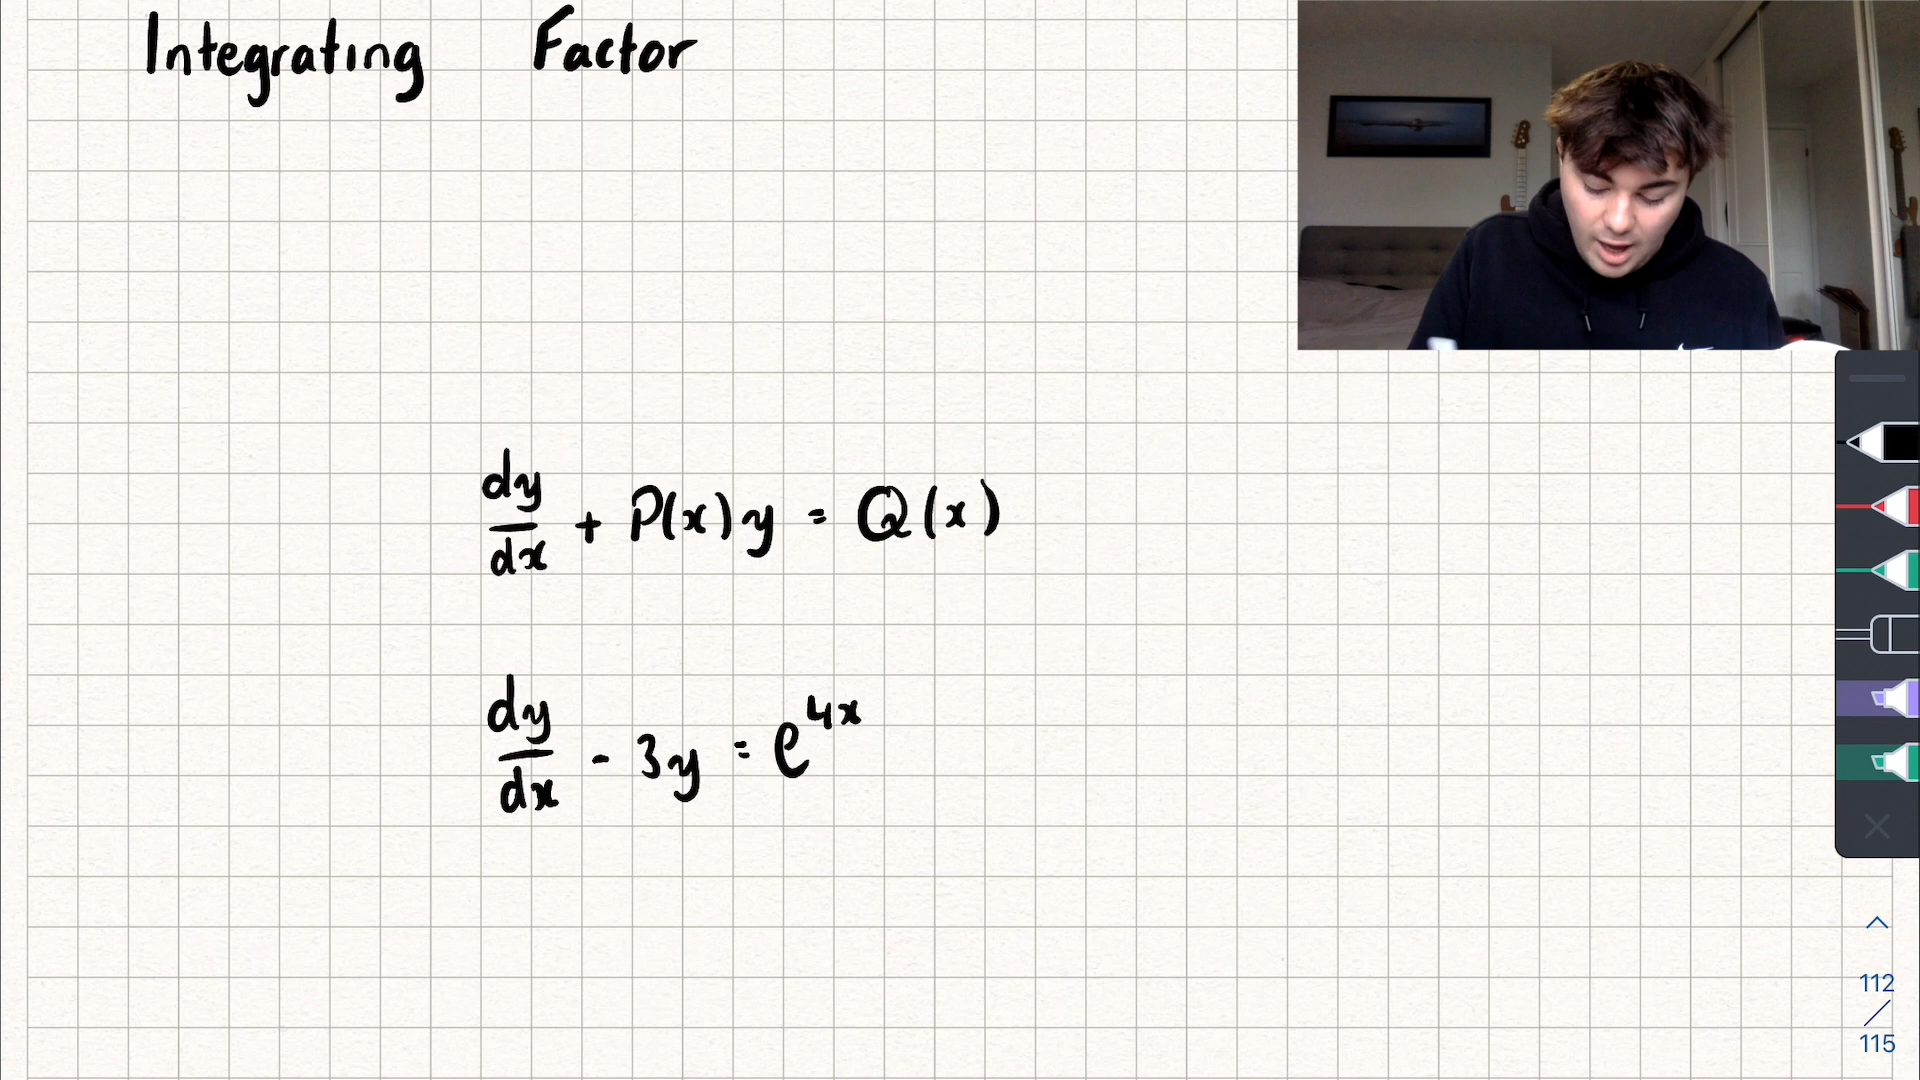 Integrating Factor
dy/dx + P(x)y = Q(x)
dy/dx - 3y = e^4x
112
/
115